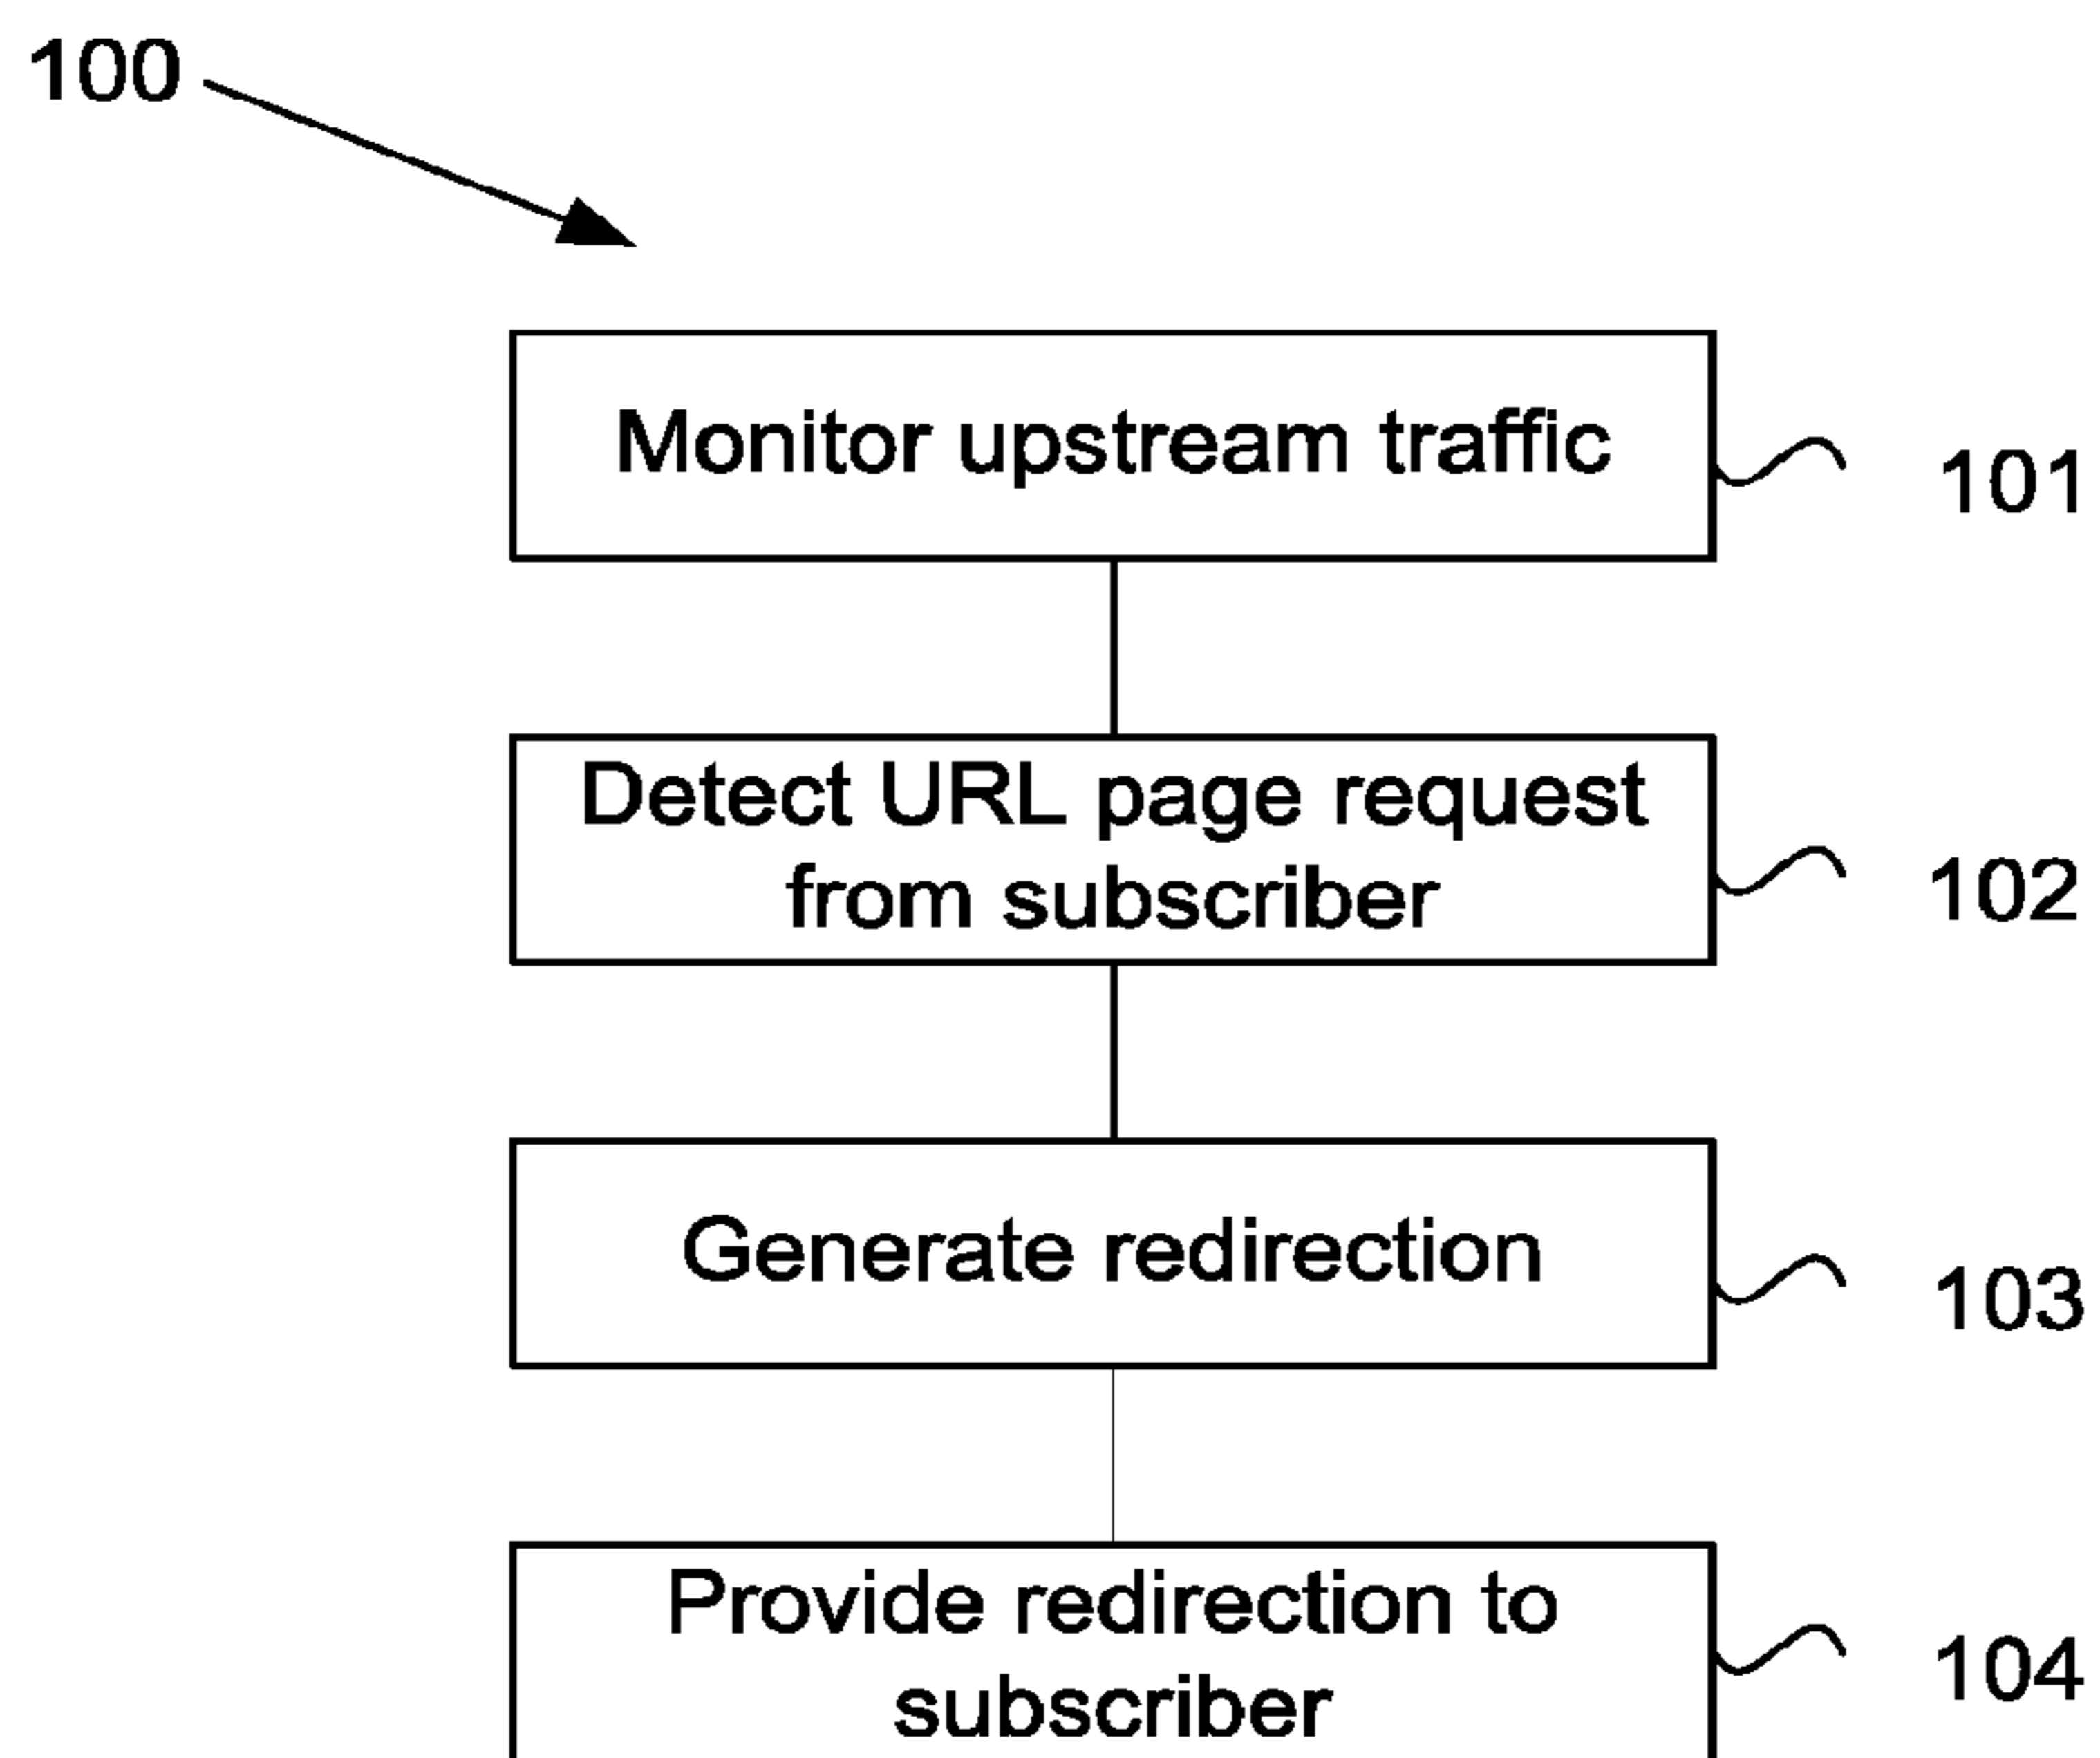 100
Monitor upstream traffic
101
Detect URL page request
from subscriber
102
Generate redirection
103
Provide redirection to
subscriber
104